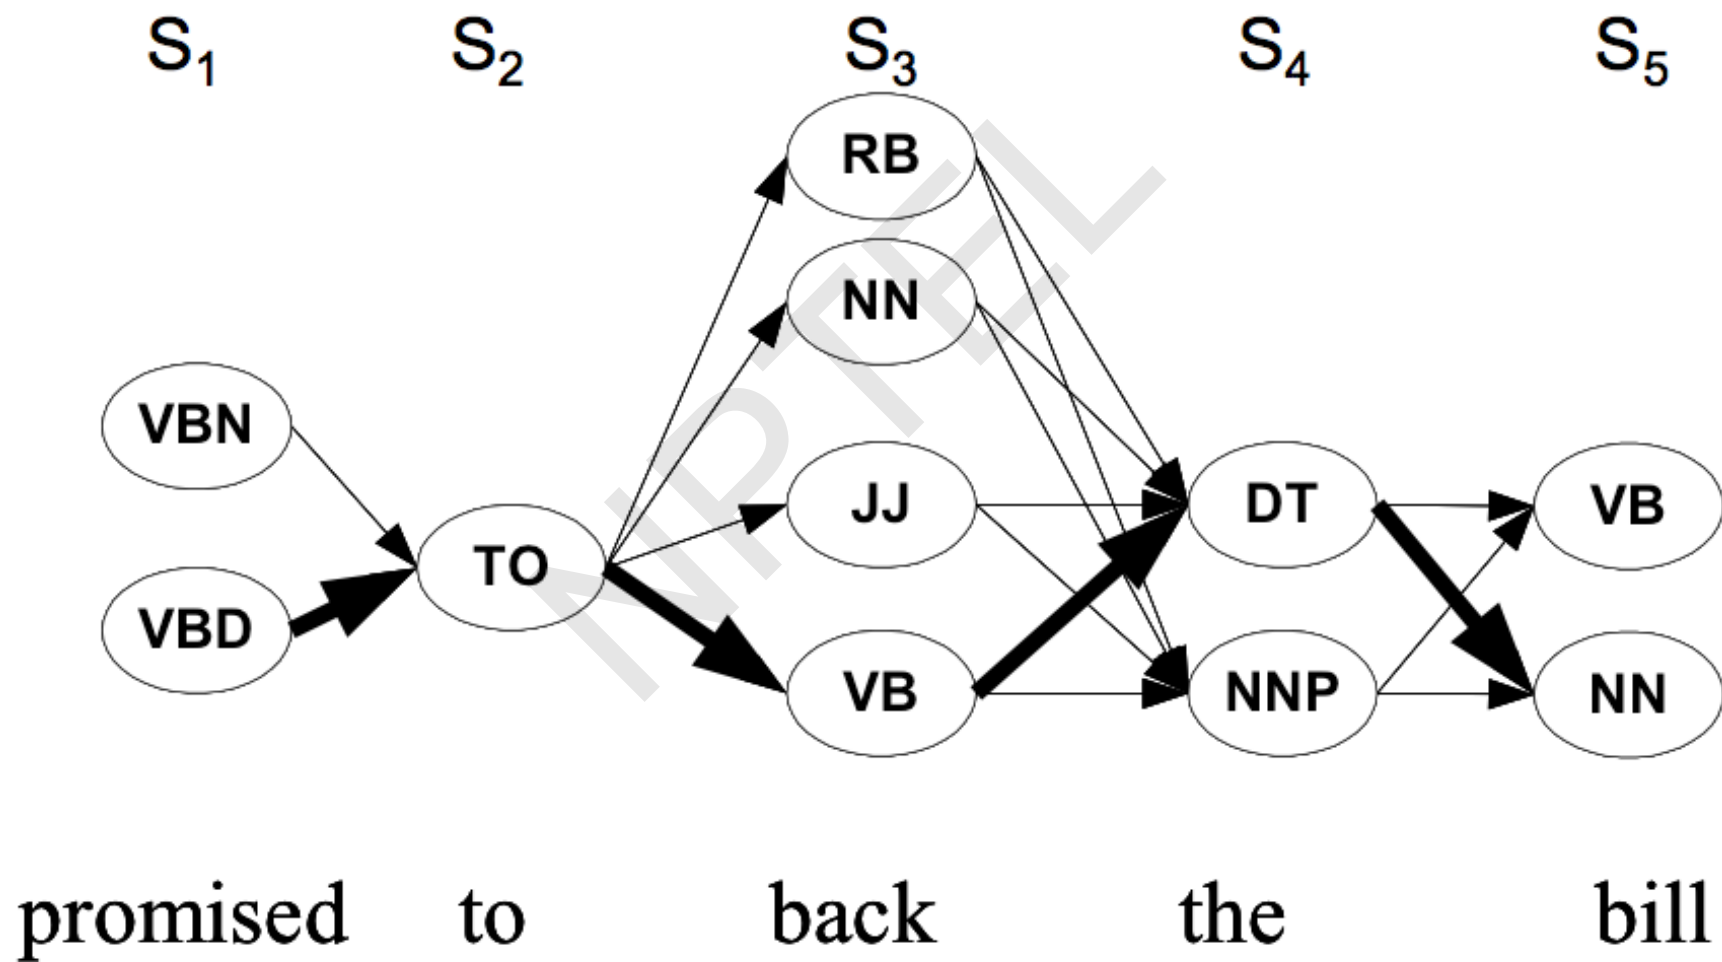 S1 S2 S3 S4 S5
RB
NN
VBN
JJ DT VB
TO
VBD
VB NNP NN
promised to back the bill
NPTEL